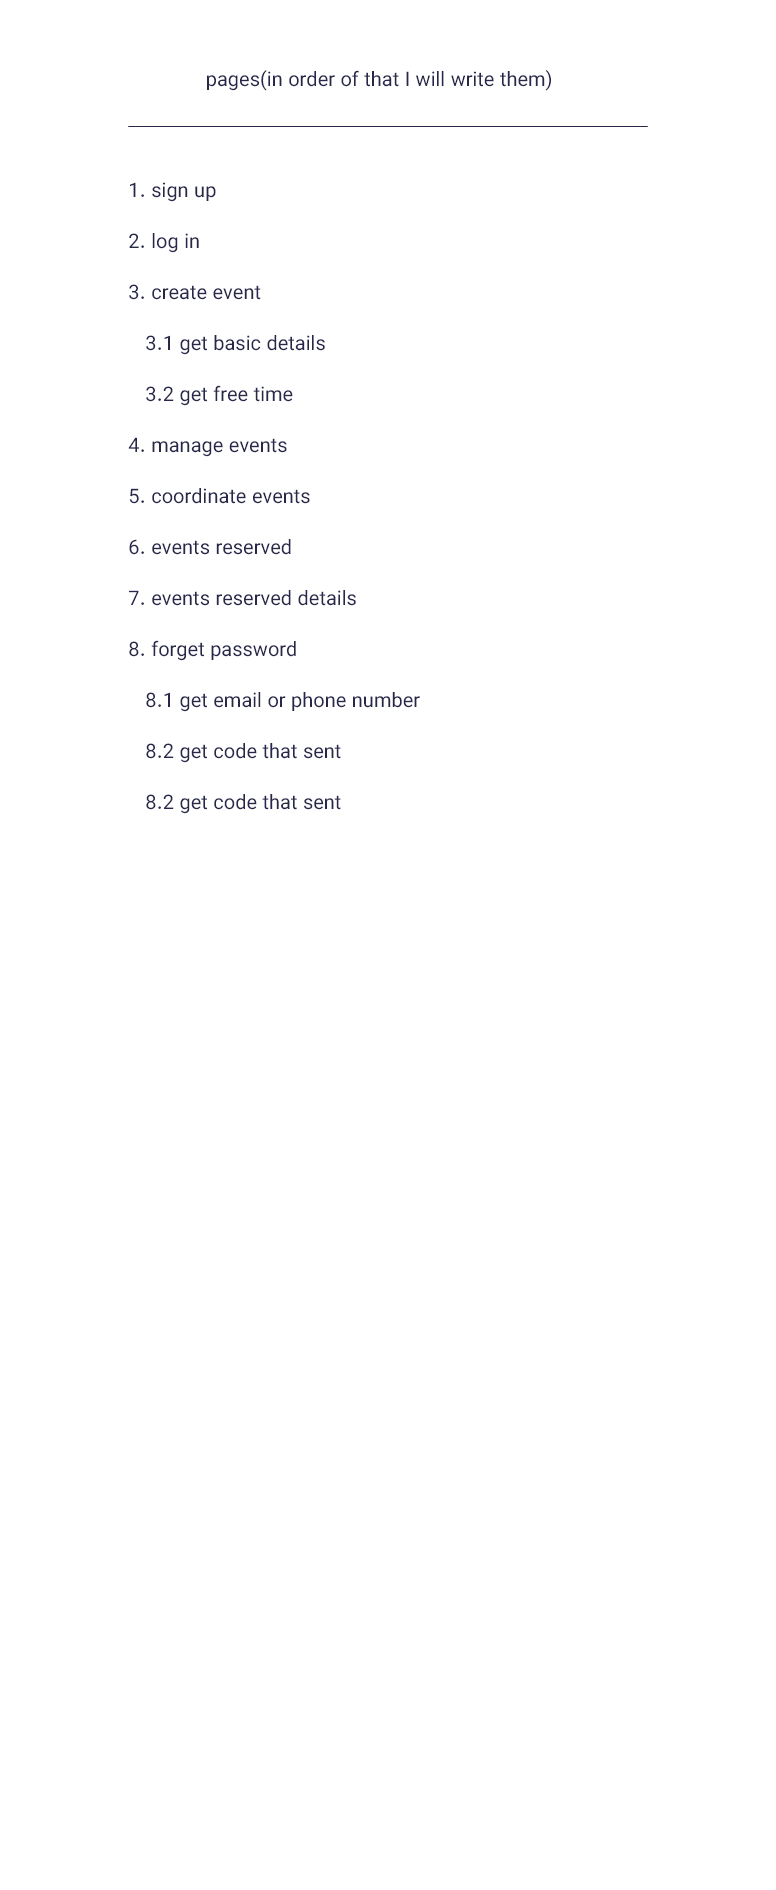 pages(in order of that I will write them)
1. sign up
2. log in
3. create event
3.1 get basic details
3.2 get free time
4. manage events
5. coordinate events
6. events reserved
7. events reserved details
8. forget password
8.1 get email or phone number
8.2 get code that sent
8.2 get code that sent